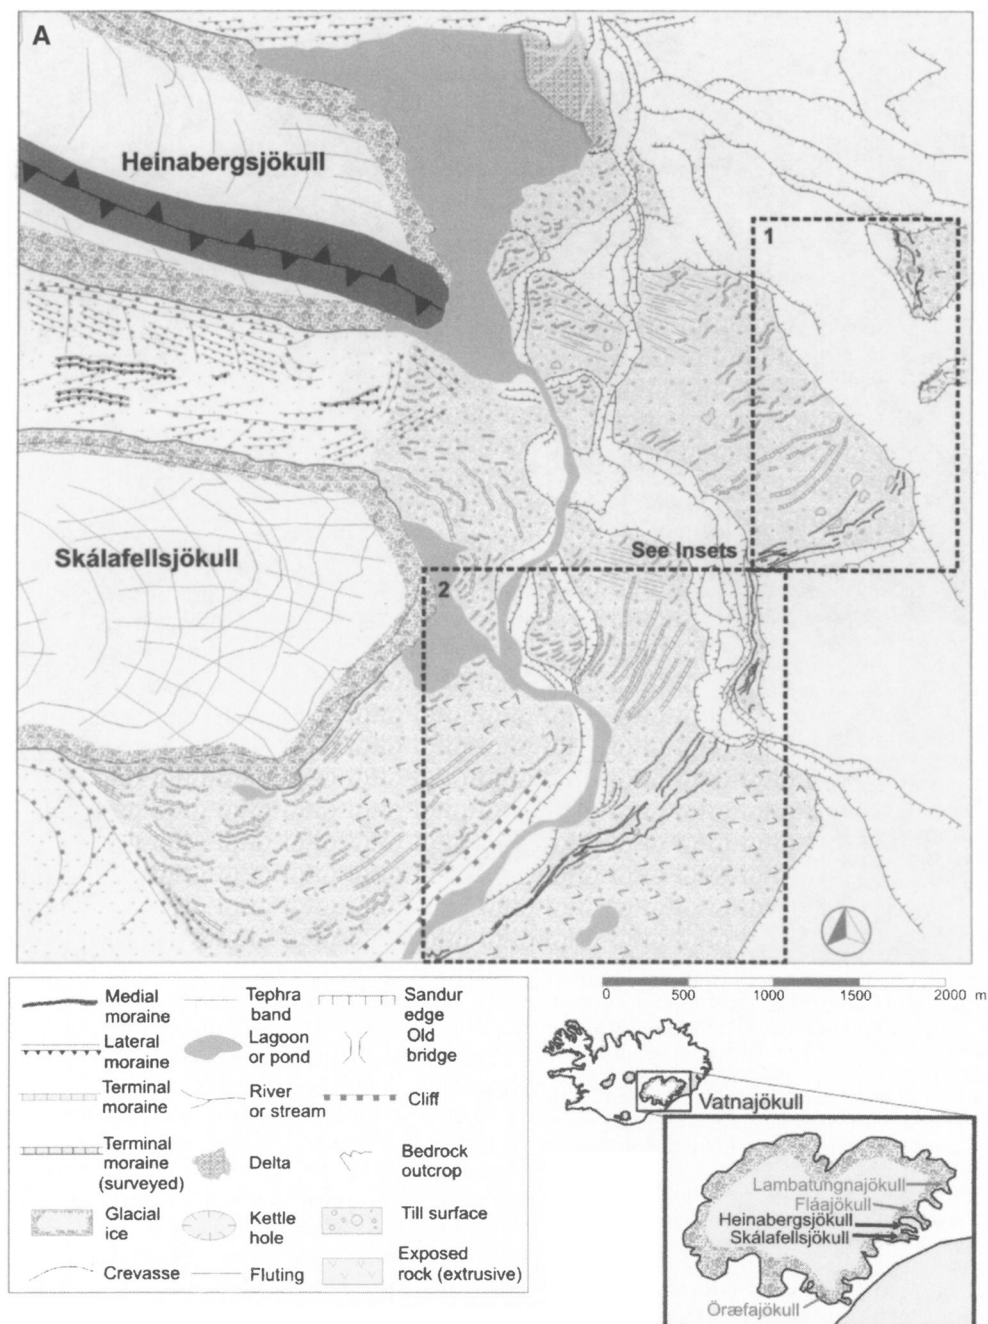 A
Heinabergsjökull
1
Skálafellsjökull
See Insets
2
Medial
moraine
Tephra
band
Sandur
edge
Lateral
moraine
Lagoon
or pond
Old
bridge
Terminal
moraine
River
or stream
Cliff
Terminal
moraine
(surveyed)
Delta
Bedrock
outcrop
Glacial
ice
Kettle
hole
Till surface
Crevasse
Fluting
Exposed
rock (extrusive)
0 500 1000 1500 2000 m
Vatnajökull
Lambatungnajökull
Fláajökull
Heinabergsjökull
Skálafellsjökull
Öræfajökull